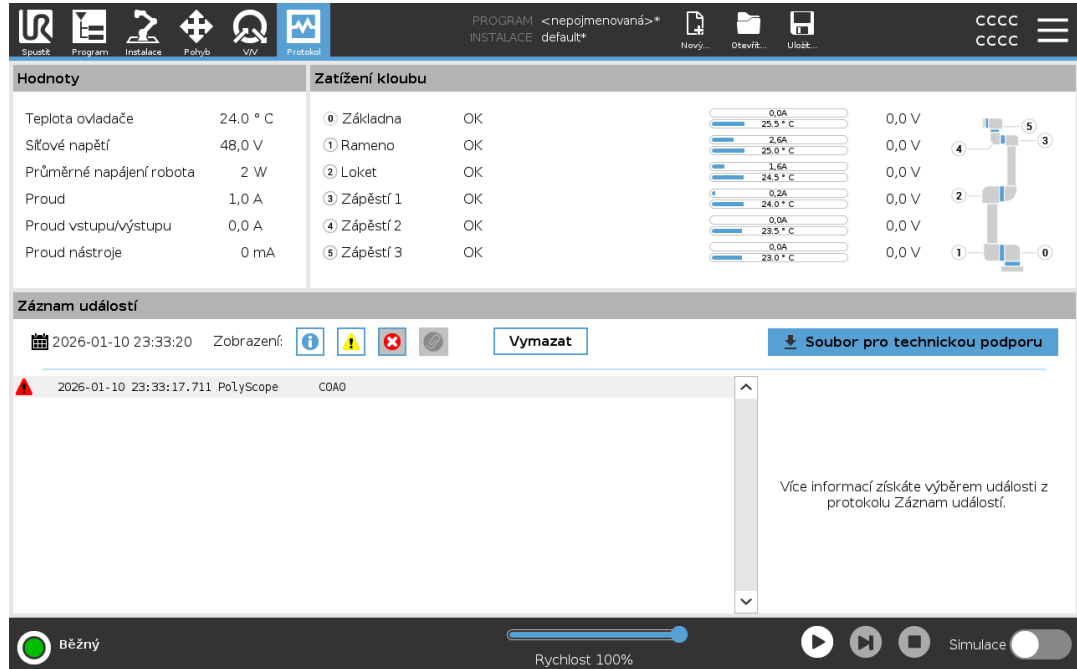 PROGRAM <nepojmenovaná>*
INSTALACE default*
CCCC
CCCC
Spustit Program Instalace Pohyb V/V Protokol
Nový... Otevřít... Uložit...
Hodnoty
Teplota ovladače 24.0 ° C
Síťové napětí 48,0 V
Průměrné napájení robota 2 W
Proud 1,0 A
Proud vstupu/výstupu 0,0 A
Proud nástroje 0 mA
Zatížení kloubu
0 Základna OK 0,0A 25.5 ° C 0,0 V
1 Rameno OK 2,6A 25.0 ° C 0,0 V
2 Loket OK 1,6A 24.5 ° C 0,0 V
3 Zápěstí 1 OK 0,2A 24.0 ° C 0,0 V
4 Zápěstí 2 OK 0,0A 23.5 ° C 0,0 V
5 Zápěstí 3 OK 0,0A 23.0 ° C 0,0 V
5
4 3
2
1 0
Záznam událostí
2026-01-10 23:33:20 Zobrazení: Vymazat Soubor pro technickou podporu
2026-01-10 23:33:17.711 PolyScope C0A0
Více informací získáte výběrem události z
protokolu Záznam událostí.
Běžný
Rychlost 100%
Simulace